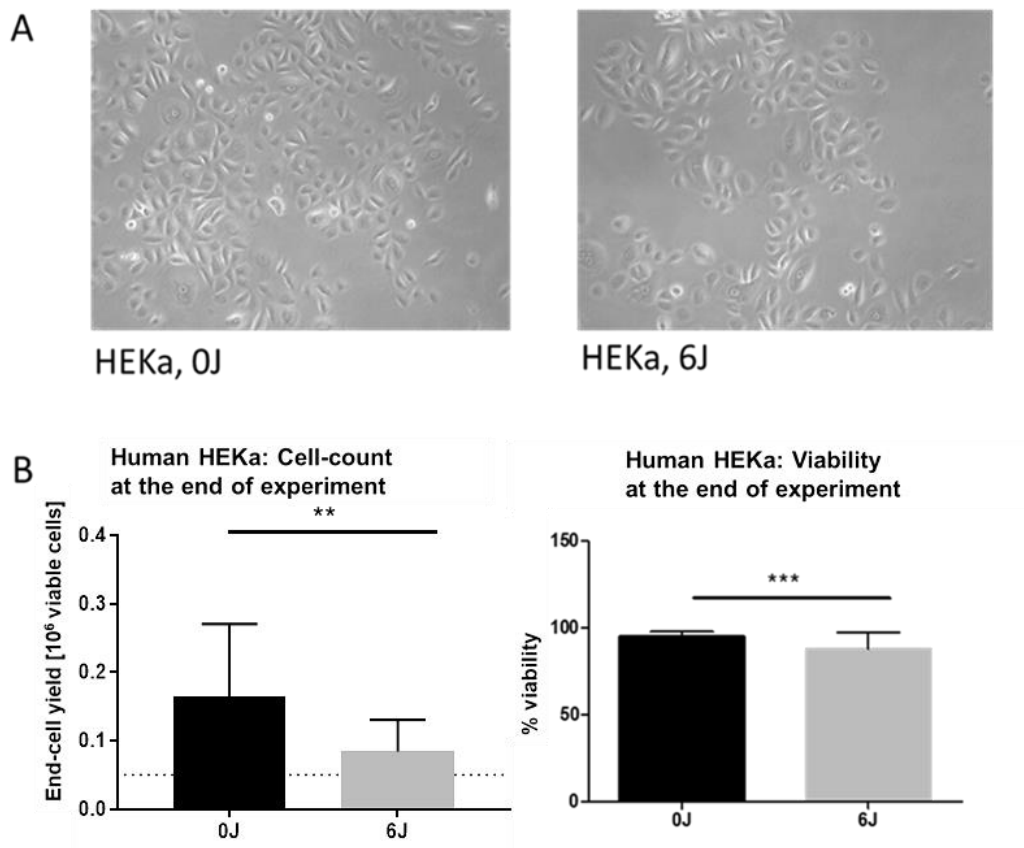 A
HEKa, 0J
HEKa, 6J
B
Human HEKa: Cell-count
at the end of experiment
**
End-cell yield [10⁶ viable cells]
0.4
0.3
0.2
0.1
0.0
0J
6J
Human HEKa: Viability
at the end of experiment
***
% viability
150
100
50
0
0J
6J